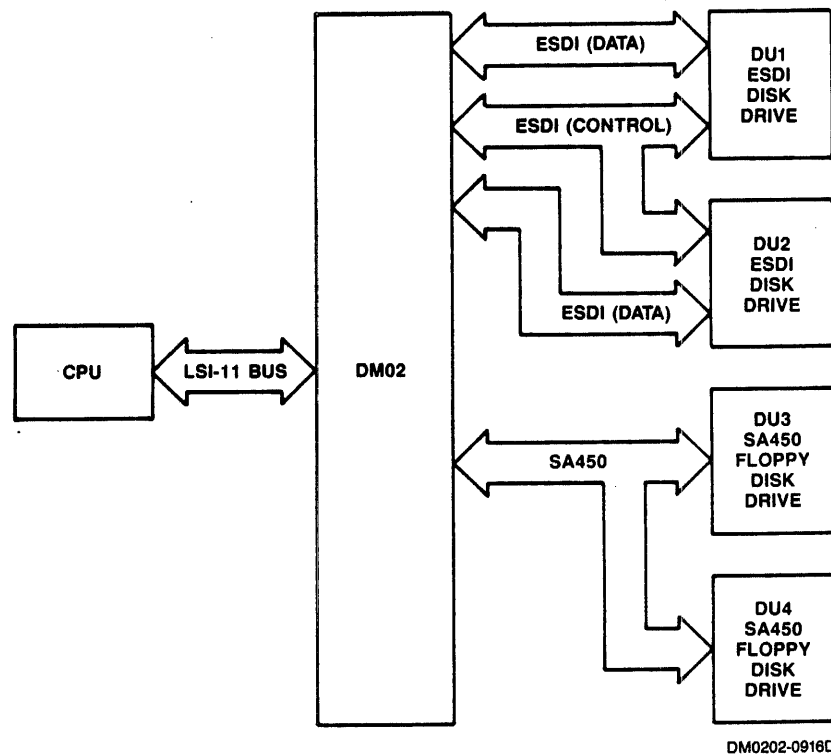 ESDI (DATA)
DU1
ESDI
DISK
DRIVE
ESDI (CONTROL)
DU2
ESDI
DISK
DRIVE
ESDI (DATA)
CPU
LSI-11 BUS
DM02
DU3
SA450
FLOPPY
DISK
DRIVE
SA450
DU4
SA450
FLOPPY
DISK
DRIVE
DM0202-0916D